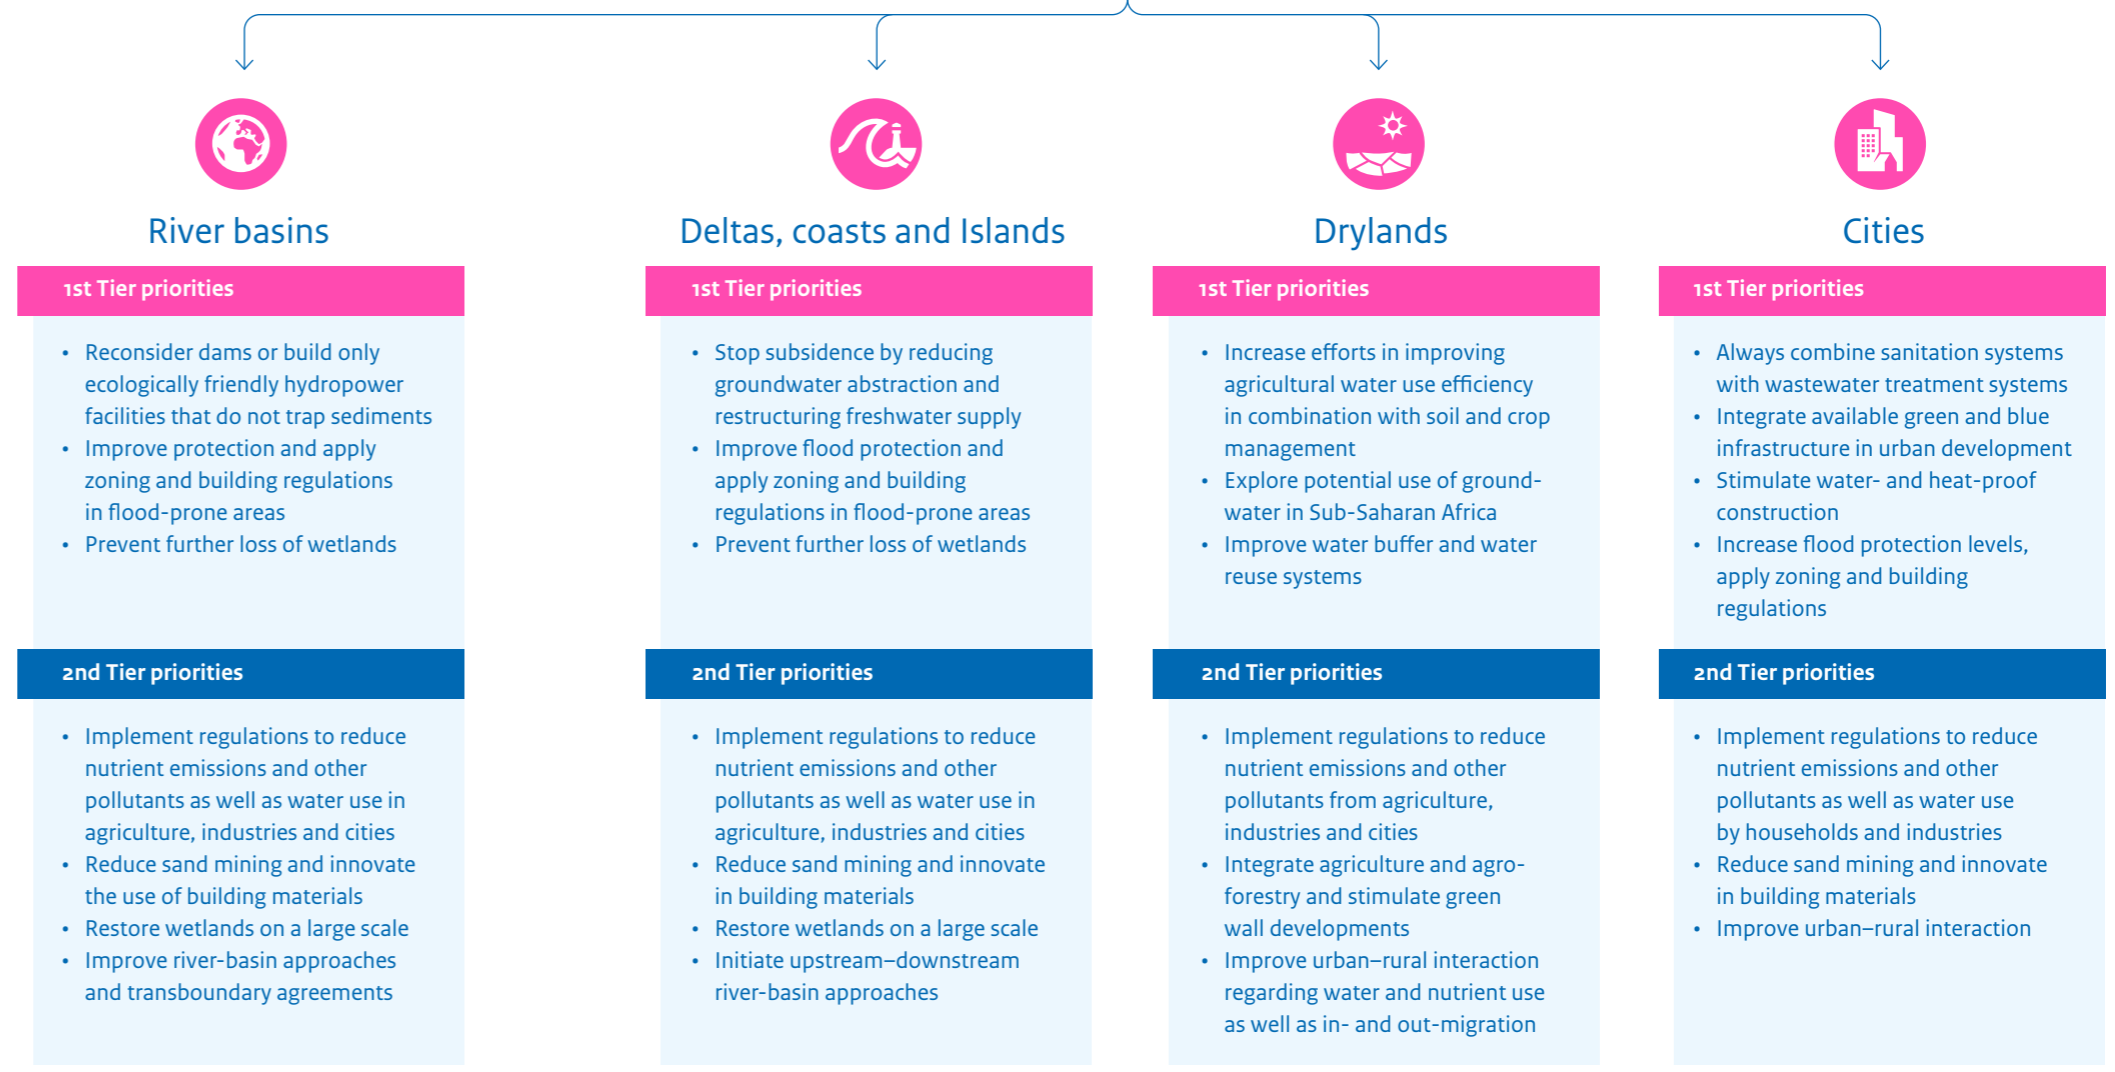 River basins
1st Tier priorities
• Reconsider dams or build only
ecologically friendly hydropower
facilities that do not trap sediments
• Improve protection and apply
zoning and building regulations
in flood-prone areas
• Prevent further loss of wetlands
2nd Tier priorities
• Implement regulations to reduce
nutrient emissions and other
pollutants as well as water use in
agriculture, industries and cities
• Reduce sand mining and innovate
the use of building materials
• Restore wetlands on a large scale
• Improve river-basin approaches
and transboundary agreements
Deltas, coasts and Islands
1st Tier priorities
• Stop subsidence by reducing
groundwater abstraction and
restructuring freshwater supply
• Improve flood protection and
apply zoning and building
regulations in flood-prone areas
• Prevent further loss of wetlands
2nd Tier priorities
• Implement regulations to reduce
nutrient emissions and other
pollutants as well as water use in
agriculture, industries and cities
• Reduce sand mining and innovate
in building materials
• Restore wetlands on a large scale
• Initiate upstream–downstream
river-basin approaches
Drylands
1st Tier priorities
• Increase efforts in improving
agricultural water use efficiency
in combination with soil and crop
management
• Explore potential use of ground-
water in Sub-Saharan Africa
• Improve water buffer and water
reuse systems
2nd Tier priorities
• Implement regulations to reduce
nutrient emissions and other
pollutants from agriculture,
industries and cities
• Integrate agriculture and agro-
forestry and stimulate green
wall developments
• Improve urban–rural interaction
regarding water and nutrient use
as well as in- and out-migration
Cities
1st Tier priorities
• Always combine sanitation systems
with wastewater treatment systems
• Integrate available green and blue
infrastructure in urban development
• Stimulate water- and heat-proof
construction
• Increase flood protection levels,
apply zoning and building
regulations
2nd Tier priorities
• Implement regulations to reduce
nutrient emissions and other
pollutants as well as water use
by households and industries
• Reduce sand mining and innovate
in building materials
• Improve urban–rural interaction